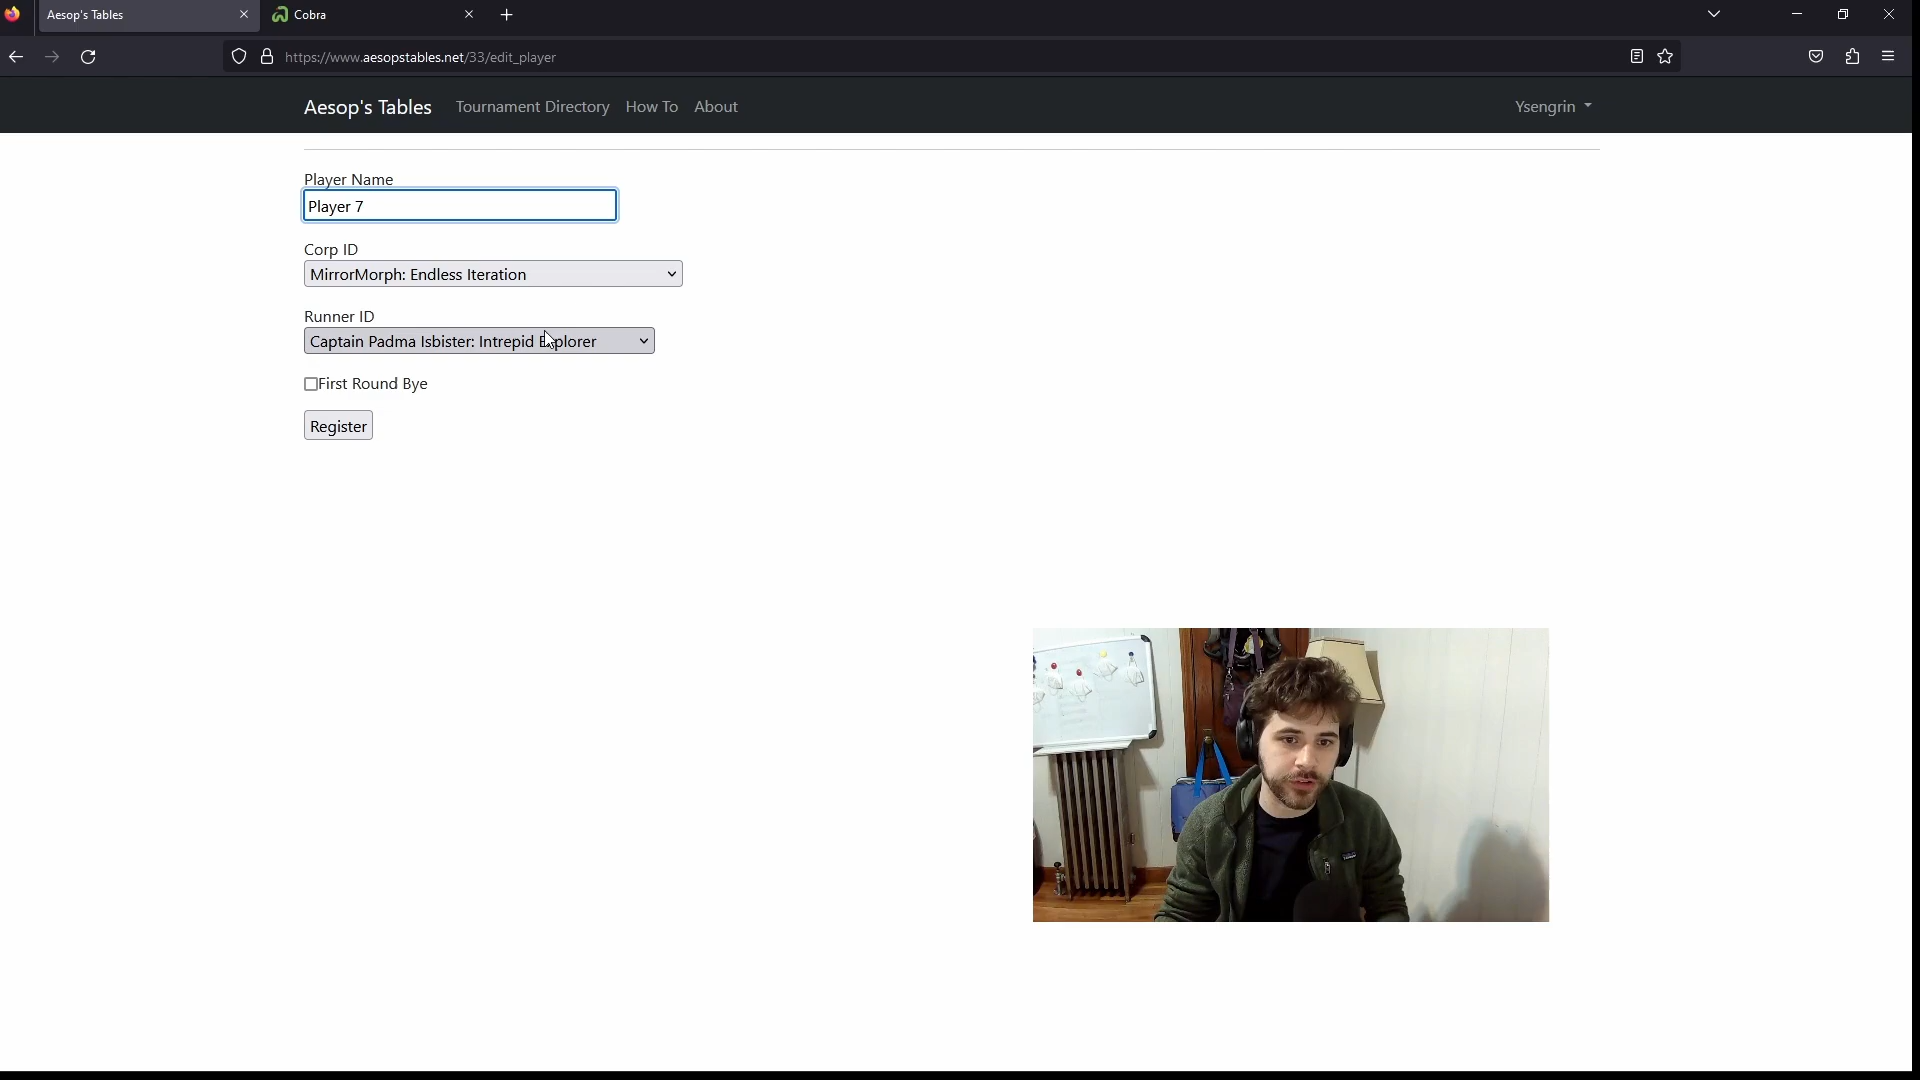 Aesop's Tables
Cobra
https://www.aesopstables.net/33/edit_player
Aesop's Tables Tournament Directory How To About Ysengrin
Player Name
Player 7
Corp ID
MirrorMorph: Endless Iteration
Runner ID
Captain Padma Isbister: Intrepid Explorer
First Round Bye
Register